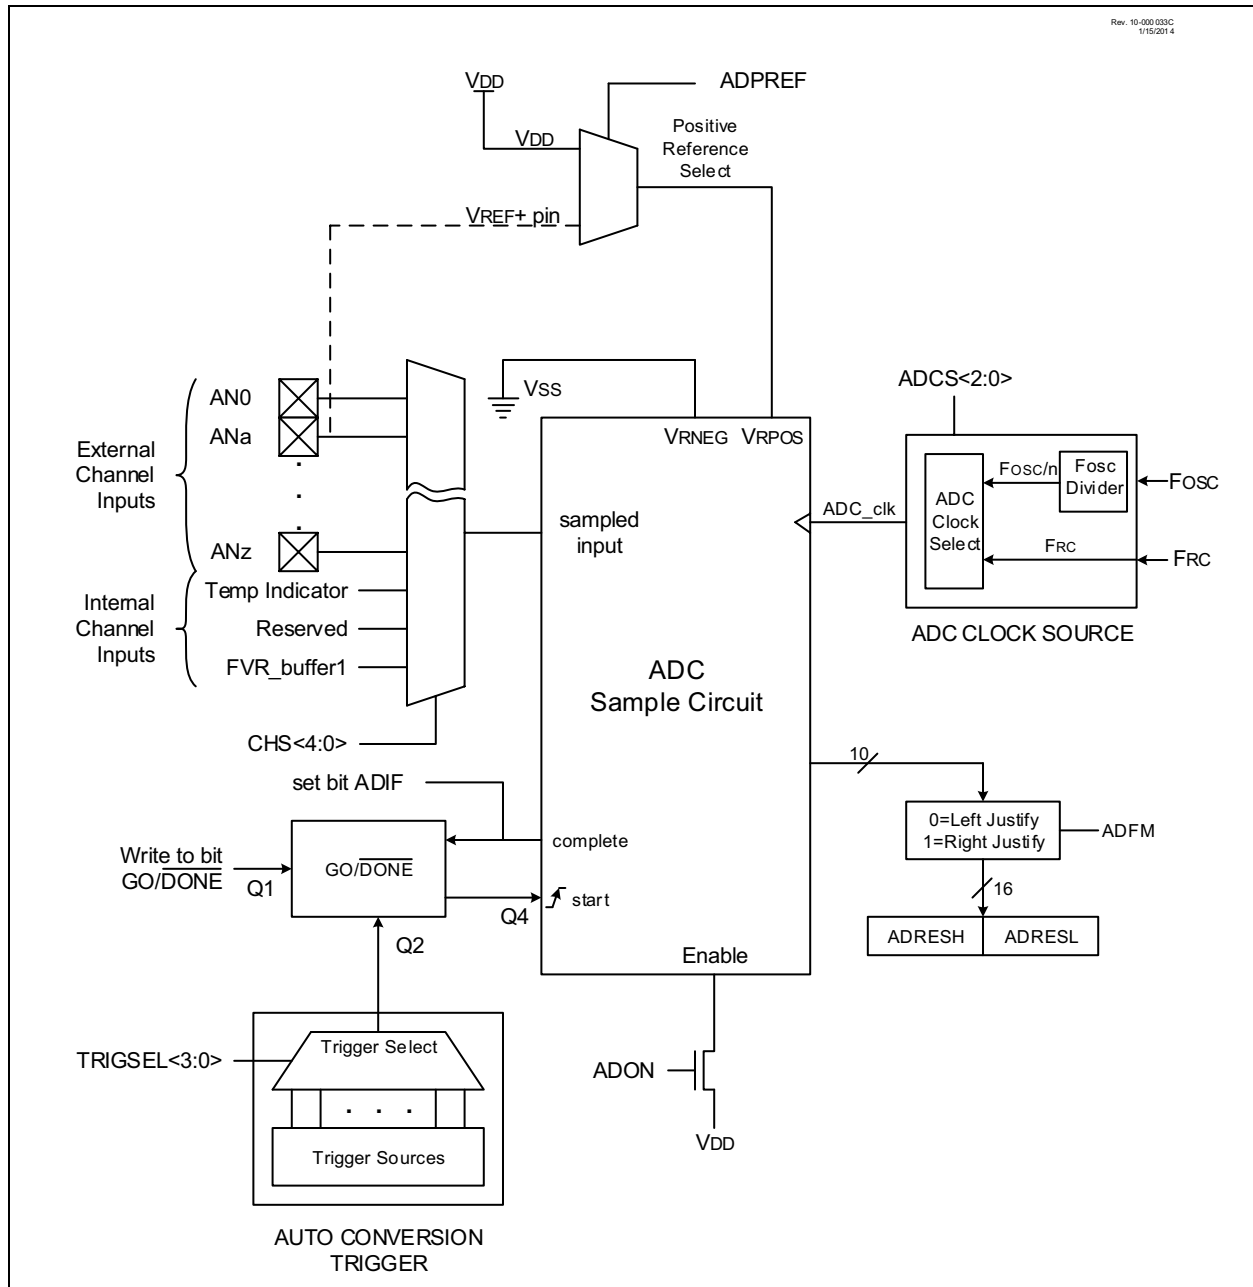 Rev. 10-000 033C
1/15/201 4
VDD
ADPREF
VDD
Positive
Reference
Select
VREF+ pin
ADCS<2:0>
VSS
AN0
ANa
External
Channel
Inputs
.
.
.
VRNEG VRPOS
FOSC/n
Fosc
Divider
FOSC
ADC
Clock
Select
ADC_clk
sampled
input
ANz
FRC
FRC
Temp Indicator
Internal
Channel
Inputs
Reserved
FVR_buffer1
ADC CLOCK SOURCE
ADC
Sample Circuit
CHS<4:0>
10
set bit ADIF
0=Left Justify
1=Right Justify
ADFM
complete
Write to bit
GO/DONE
GO/DONE
Q1
16
start
Q4
ADRESH ADRESL
Q2
Enable
Trigger Select
TRIGSEL<3:0>
ADON
. . .
VDD
Trigger Sources
AUTO CONVERSION
TRIGGER